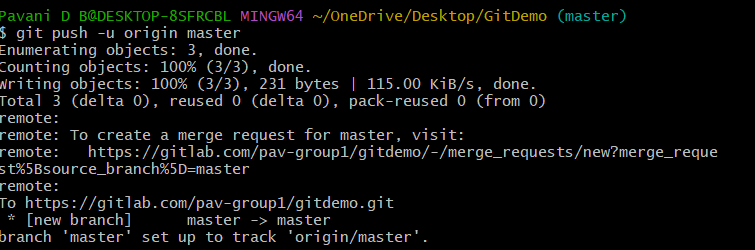 Pavani D B@DESKTOP-8SFRCBL MINGW64 ~/OneDrive/Desktop/GitDemo (master)
$ git push -u origin master
Enumerating objects: 3, done.
Counting objects: 100% (3/3), done.
Writing objects: 100% (3/3), 231 bytes | 115.00 KiB/s, done.
Total 3 (delta 0), reused 0 (delta 0), pack-reused 0 (from 0)
remote:
remote: To create a merge request for master, visit:
remote:   https://gitlab.com/pav-group1/gitdemo/-/merge_requests/new?merge_reque
st%5Bsource_branch%5D=master
remote:
To https://gitlab.com/pav-group1/gitdemo.git
 * [new branch]      master -> master
branch 'master' set up to track 'origin/master'.